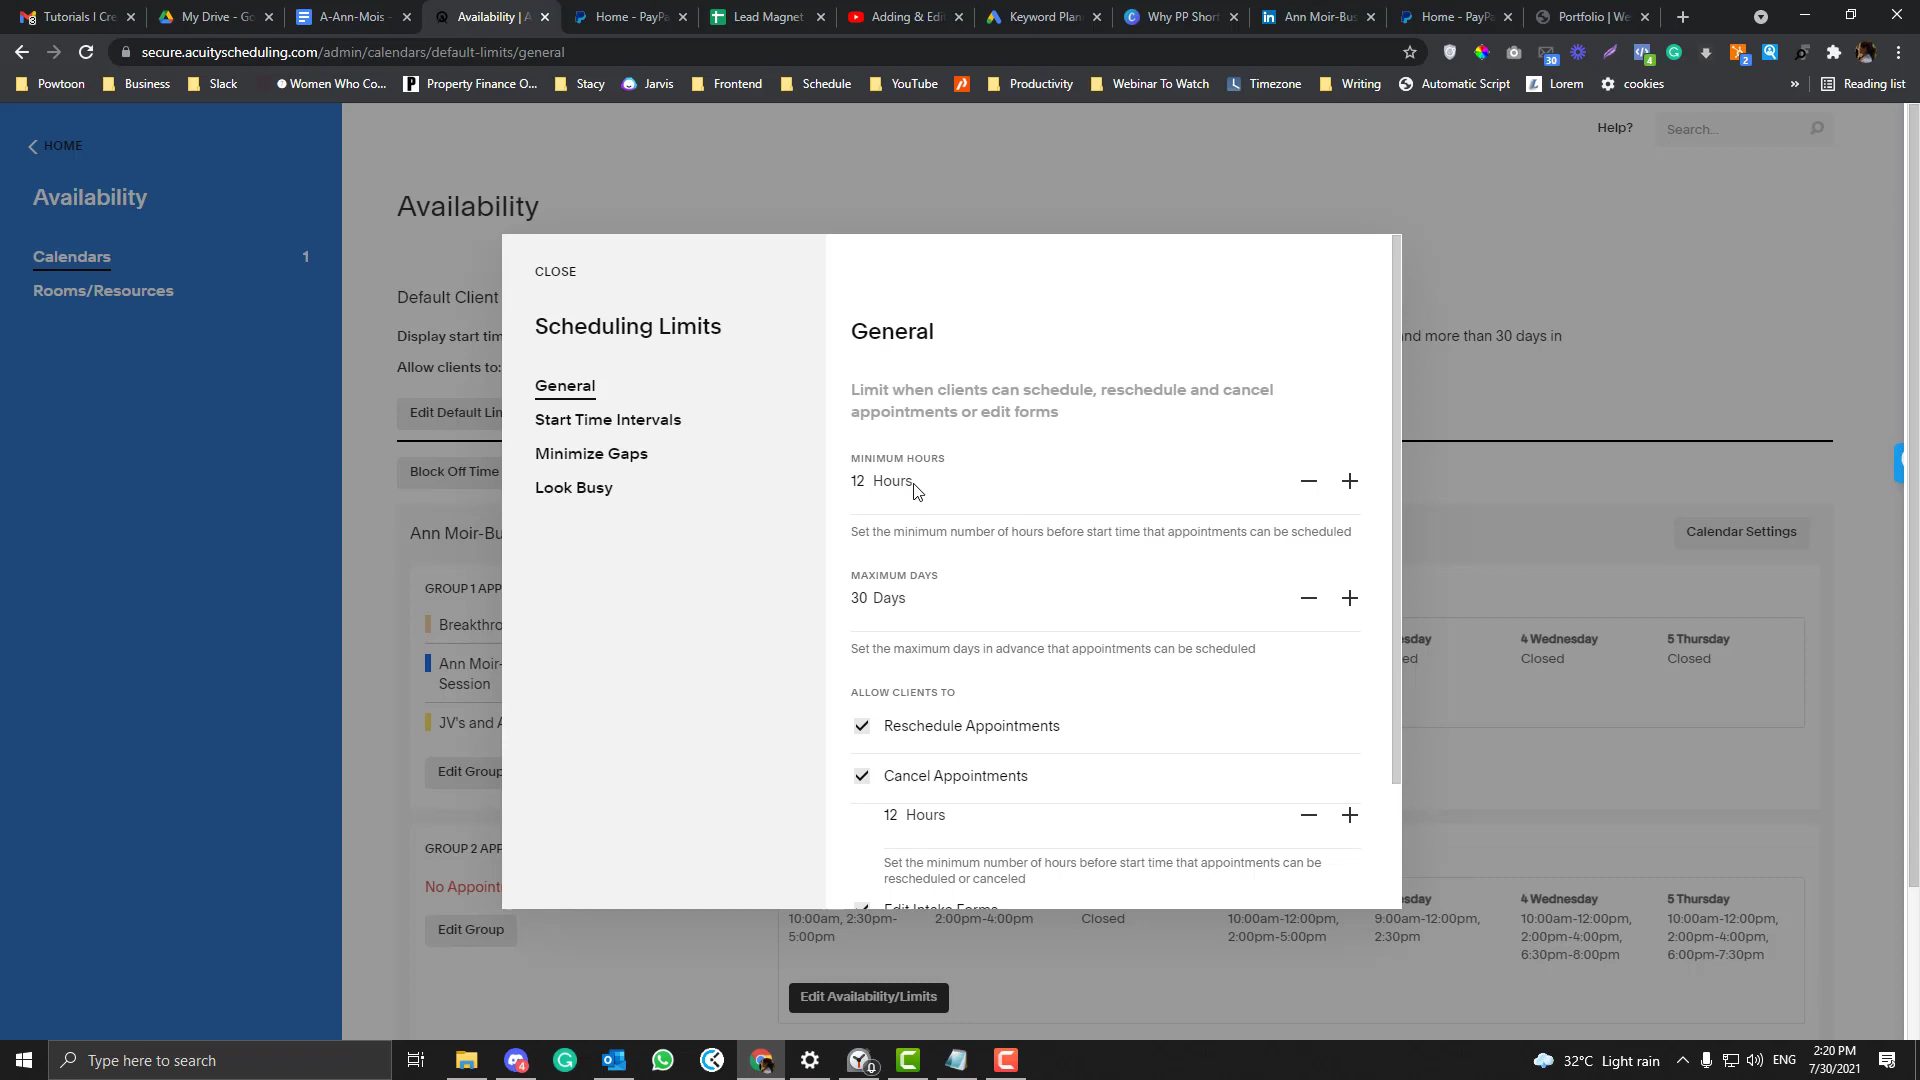 Tutorials I Cre
My Drive - Go
A-Ann-Mois -
Availability | A
Home - PayPa
Lead Magnet
Adding & Edi
Keyword Plan
Why PP Short
Ann Moir-Bus
Home - PayPa
Portfolio | We
secure.acuityscheduling.com/admin/calendars/default-limits/general
30
4
2
Powtoon
Business
Slack
Women Who Co...
Property Finance O...
Stacy
Jarvis
Frontend
Schedule
YouTube
Productivity
Webinar To Watch
Timezone
Writing
Automatic Script
Lorem
cookies
»
Reading list
HOME
Help?
Search...
Availability
Calendars 1
Rooms/Resources
Availability
Default Client
Display start tim
nd more than 30 days in
Allow clients to:
Edit Default Lim
Block Off Time
Ann Moir-Bu
Calendar Settings
GROUP 1 APP
Breakthro
Ann Moir-
Session
JV's and A
Edit Group
sday
ed
4 Wednesday
Closed
5 Thursday
Closed
CLOSE
Scheduling Limits
General
Start Time Intervals
Minimize Gaps
Look Busy
General
Limit when clients can schedule, reschedule and cancel
appointments or edit forms
MINIMUM HOURS
12 Hours
Set the minimum number of hours before start time that appointments can be scheduled
MAXIMUM DAYS
30 Days
Set the maximum days in advance that appointments can be scheduled
ALLOW CLIENTS TO
Reschedule Appointments
Cancel Appointments
12 Hours
Set the minimum number of hours before start time that appointments can be
rescheduled or canceled
Edit Intake Forms
GROUP 2 APP
No Appoint
Edit Group
10:00am, 2:30pm-
5:00pm
2:00pm-4:00pm
Closed
10:00am-12:00pm,
2:00pm-5:00pm
sday
9:00am-12:00pm,
2:30pm
4 Wednesday
10:00am-12:00pm,
2:00pm-4:00pm,
6:30pm-8:00pm
5 Thursday
10:00am-12:00pm,
2:00pm-4:00pm,
6:00pm-7:30pm
Edit Availability/Limits
Type here to search
4
32°C Light rain
ENG
2:20 PM
7/30/2021